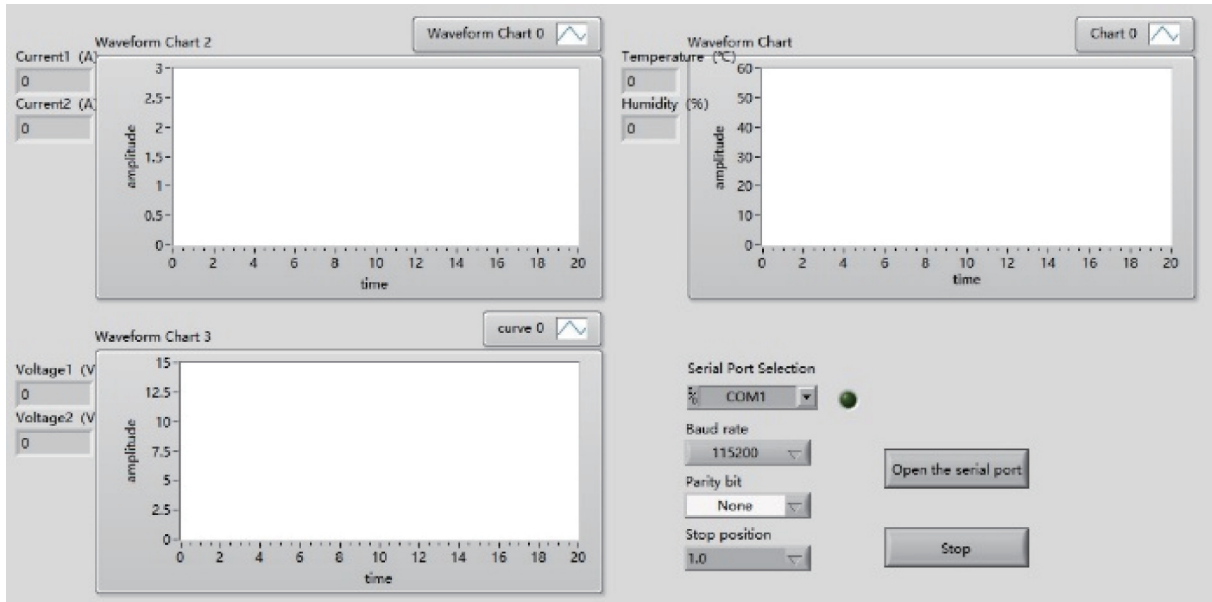 Waveform Chart 2
Waveform Chart 0
Current1 (A)
0
Current2 (A)
0
3
2.5
2
1.5
1
0.5
0
amplitude
0 2 4 6 8 10 12 14 16 18 20
time
Waveform Chart
Chart 0
Temperature (℃)
0
Humidity (%)
0
60
50
40
30
20
10
0
amplitude
0 2 4 6 8 10 12 14 16 18 20
time
Waveform Chart 3
curve 0
Voltage1 (V
0
Voltage2 (V
0
15
12.5
10
7.5
5
2.5
0
amplitude
0 2 4 6 8 10 12 14 16 18 20
time
Serial Port Selection
COM1
Baud rate
115200
Parity bit
None
Stop position
1.0
Open the serial port
Stop